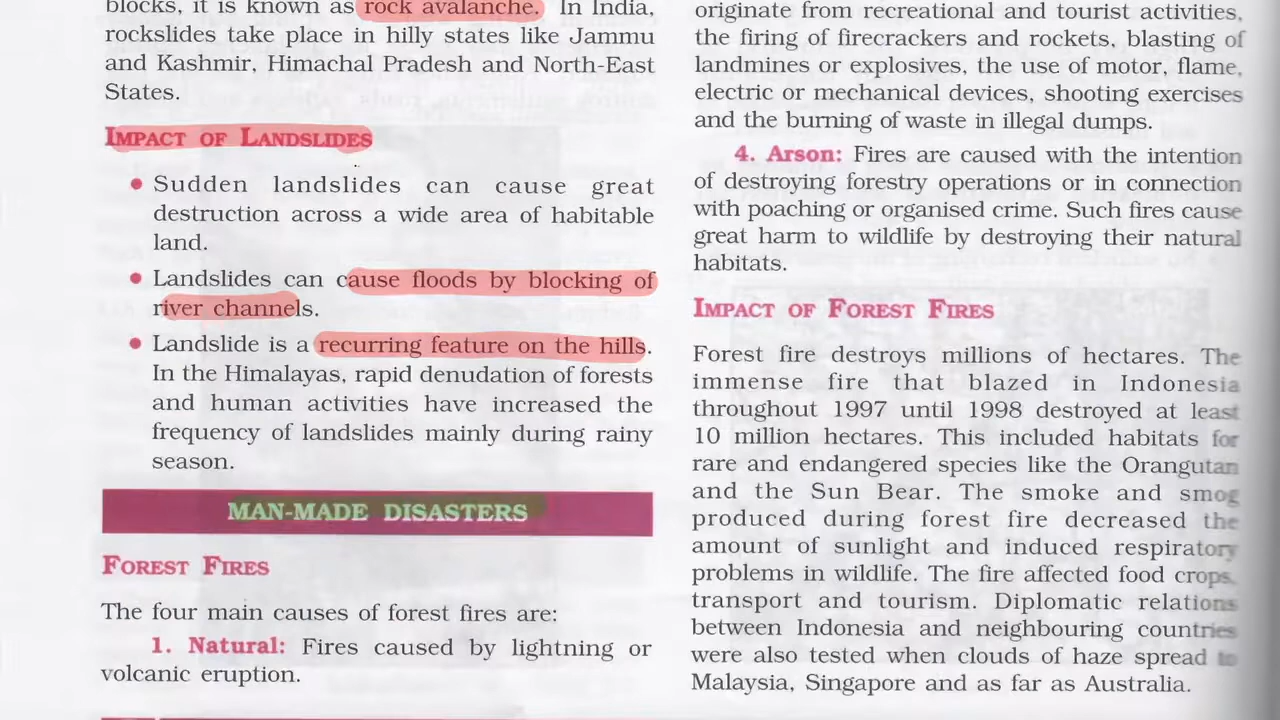 blocks, it is known as rock avalanche. In India,
rockslides take place in hilly states like Jammu
and Kashmir, Himachal Pradesh and North-East
States.
IMPACT OF LANDSLIDES
• Sudden landslides can cause great
destruction across a wide area of habitable
land.
• Landslides can cause floods by blocking of
river channels.
• Landslide is a recurring feature on the hills.
In the Himalayas, rapid denudation of forests
and human activities have increased the
frequency of landslides mainly during rainy
season.
MAN-MADE DISASTERS
FOREST FIRES
The four main causes of forest fires are:
1. Natural: Fires caused by lightning or
volcanic eruption.
originate from recreational and tourist activities,
the firing of firecrackers and rockets, blasting of
landmines or explosives, the use of motor, flame,
electric or mechanical devices, shooting exercises
and the burning of waste in illegal dumps.
4. Arson: Fires are caused with the intention
of destroying forestry operations or in connection
with poaching or organised crime. Such fires cause
great harm to wildlife by destroying their natural
habitats.
IMPACT OF FOREST FIRES
Forest fire destroys millions of hectares. The
immense fire that blazed in Indonesia
throughout 1997 until 1998 destroyed at least
10 million hectares. This included habitats for
rare and endangered species like the Orangutan
and the Sun Bear. The smoke and smog
produced during forest fire decreased the
amount of sunlight and induced respiratory
problems in wildlife. The fire affected food crops,
transport and tourism. Diplomatic relations
between Indonesia and neighbouring countries
were also tested when clouds of haze spread to
Malaysia, Singapore and as far as Australia.